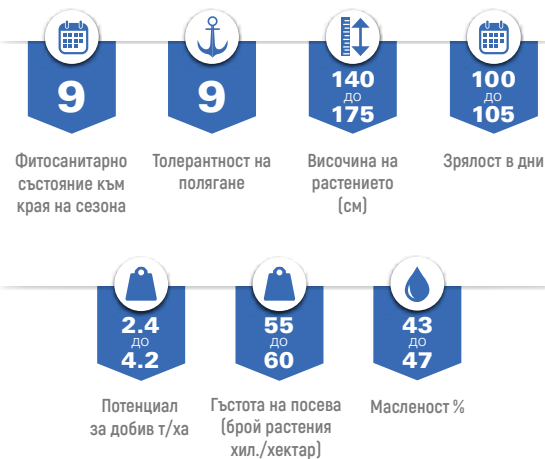 9
Фитосанитарно
състояние към
края на сезона
9
Толерантност на
полягане
140
ДО
175
Височина на
растението
(см)
100
ДО
105
Зрялост в дни
2.4
ДО
4.2
Потенциал
за добив т/ха
55
ДО
60
Гъстота на посева
(брой растения
хил./хектар)
43
ДО
47
Масленост %